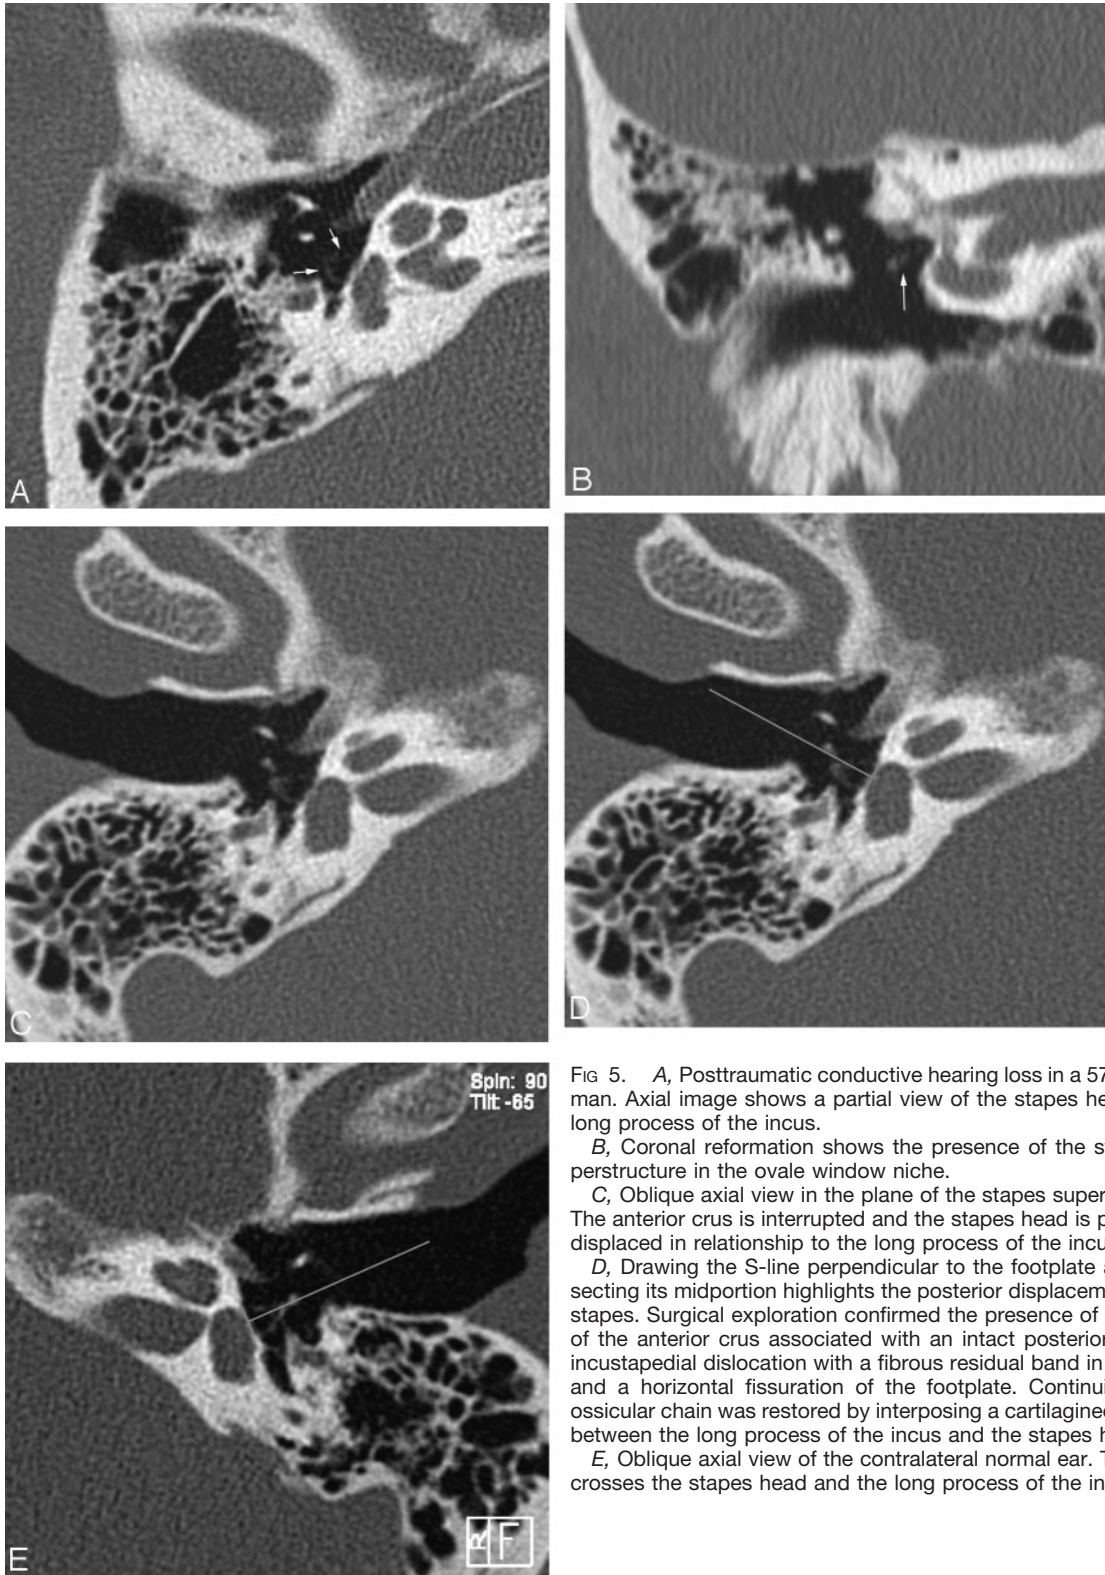 A
B
C
D
Spin: 90
Tilt: -65
E
R F
FIG 5. A, Posttraumatic conductive hearing loss in a 57
man. Axial image shows a partial view of the stapes he
long process of the incus.
B, Coronal reformation shows the presence of the s
perstructure in the ovale window niche.
C, Oblique axial view in the plane of the stapes super
The anterior crus is interrupted and the stapes head is p
displaced in relationship to the long process of the incu
D, Drawing the S-line perpendicular to the footplate a
secting its midportion highlights the posterior displacem
stapes. Surgical exploration confirmed the presence of
of the anterior crus associated with an intact posterior
incustapedial dislocation with a fibrous residual band in
and a horizontal fissuration of the footplate. Continui
ossicular chain was restored by interposing a cartilagine
between the long process of the incus and the stapes h
E, Oblique axial view of the contralateral normal ear. T
crosses the stapes head and the long process of the in